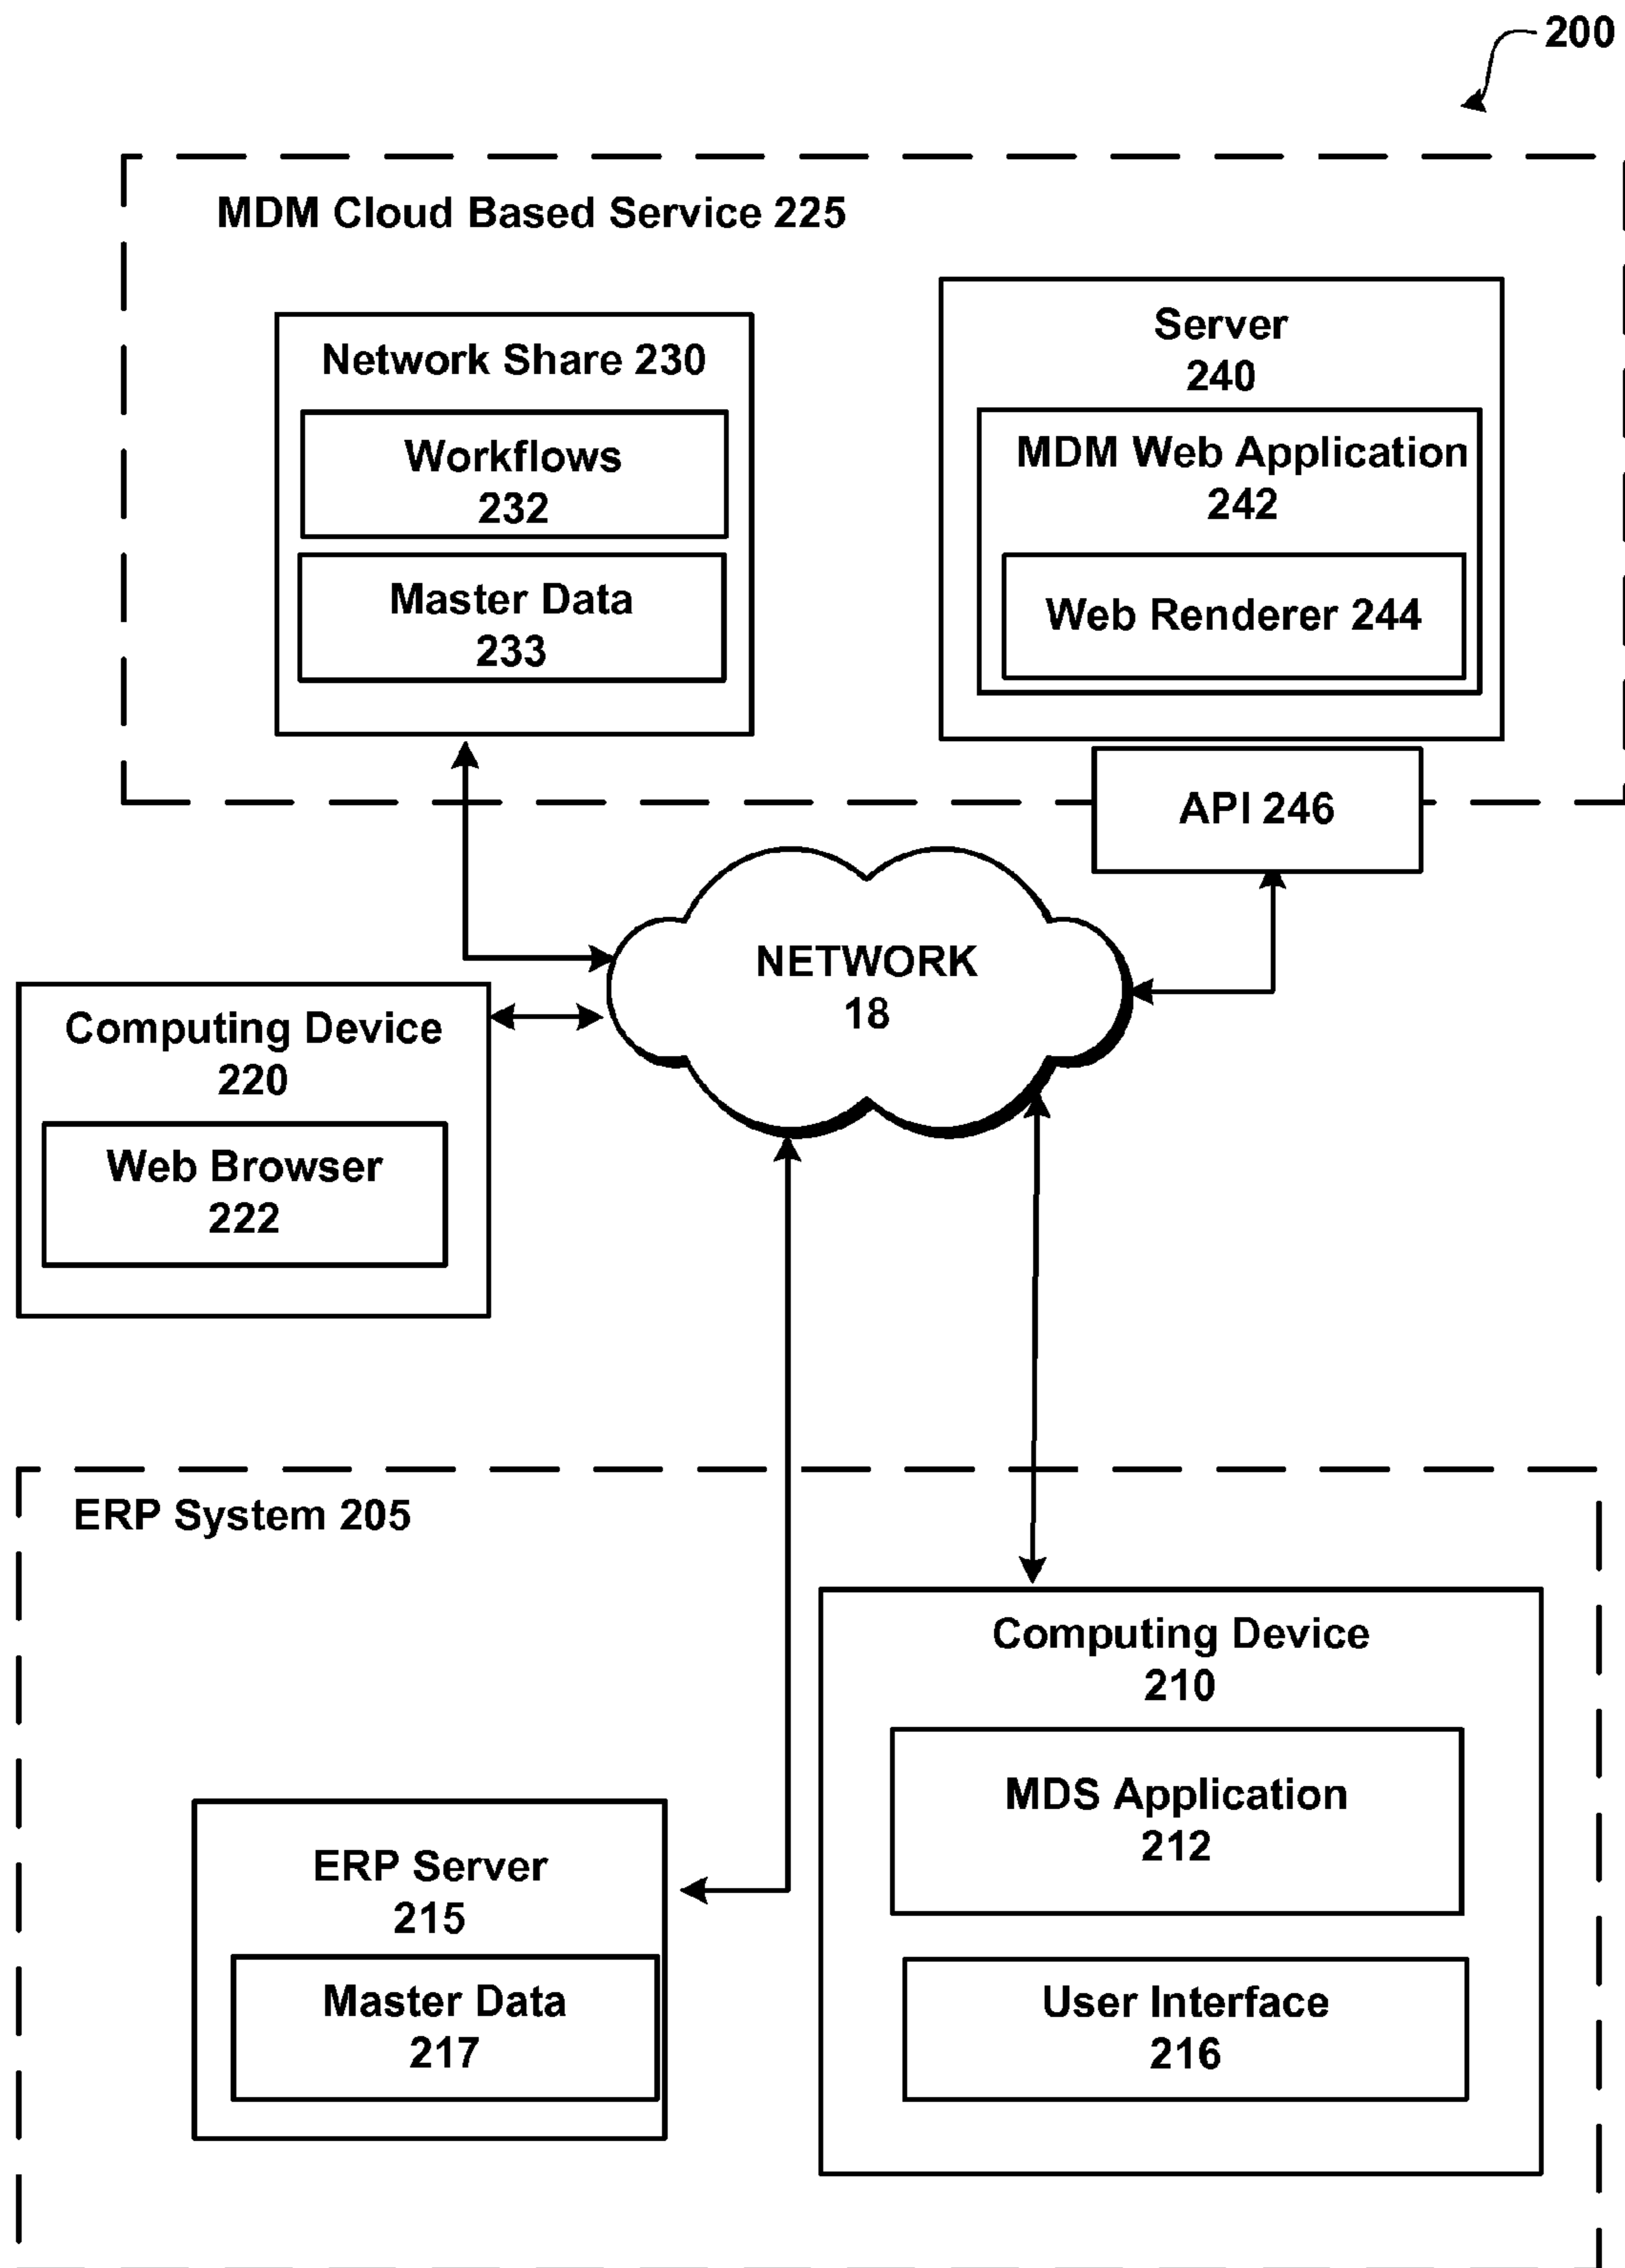 200
MDM Cloud Based Service 225
Network Share 230
Workflows
232
Master Data
233
Server
240
MDM Web Application
242
Web Renderer 244
API 246
NETWORK
18
Computing Device
220
Web Browser
222
ERP System 205
Computing Device
210
MDS Application
212
User Interface
216
ERP Server
215
Master Data
217